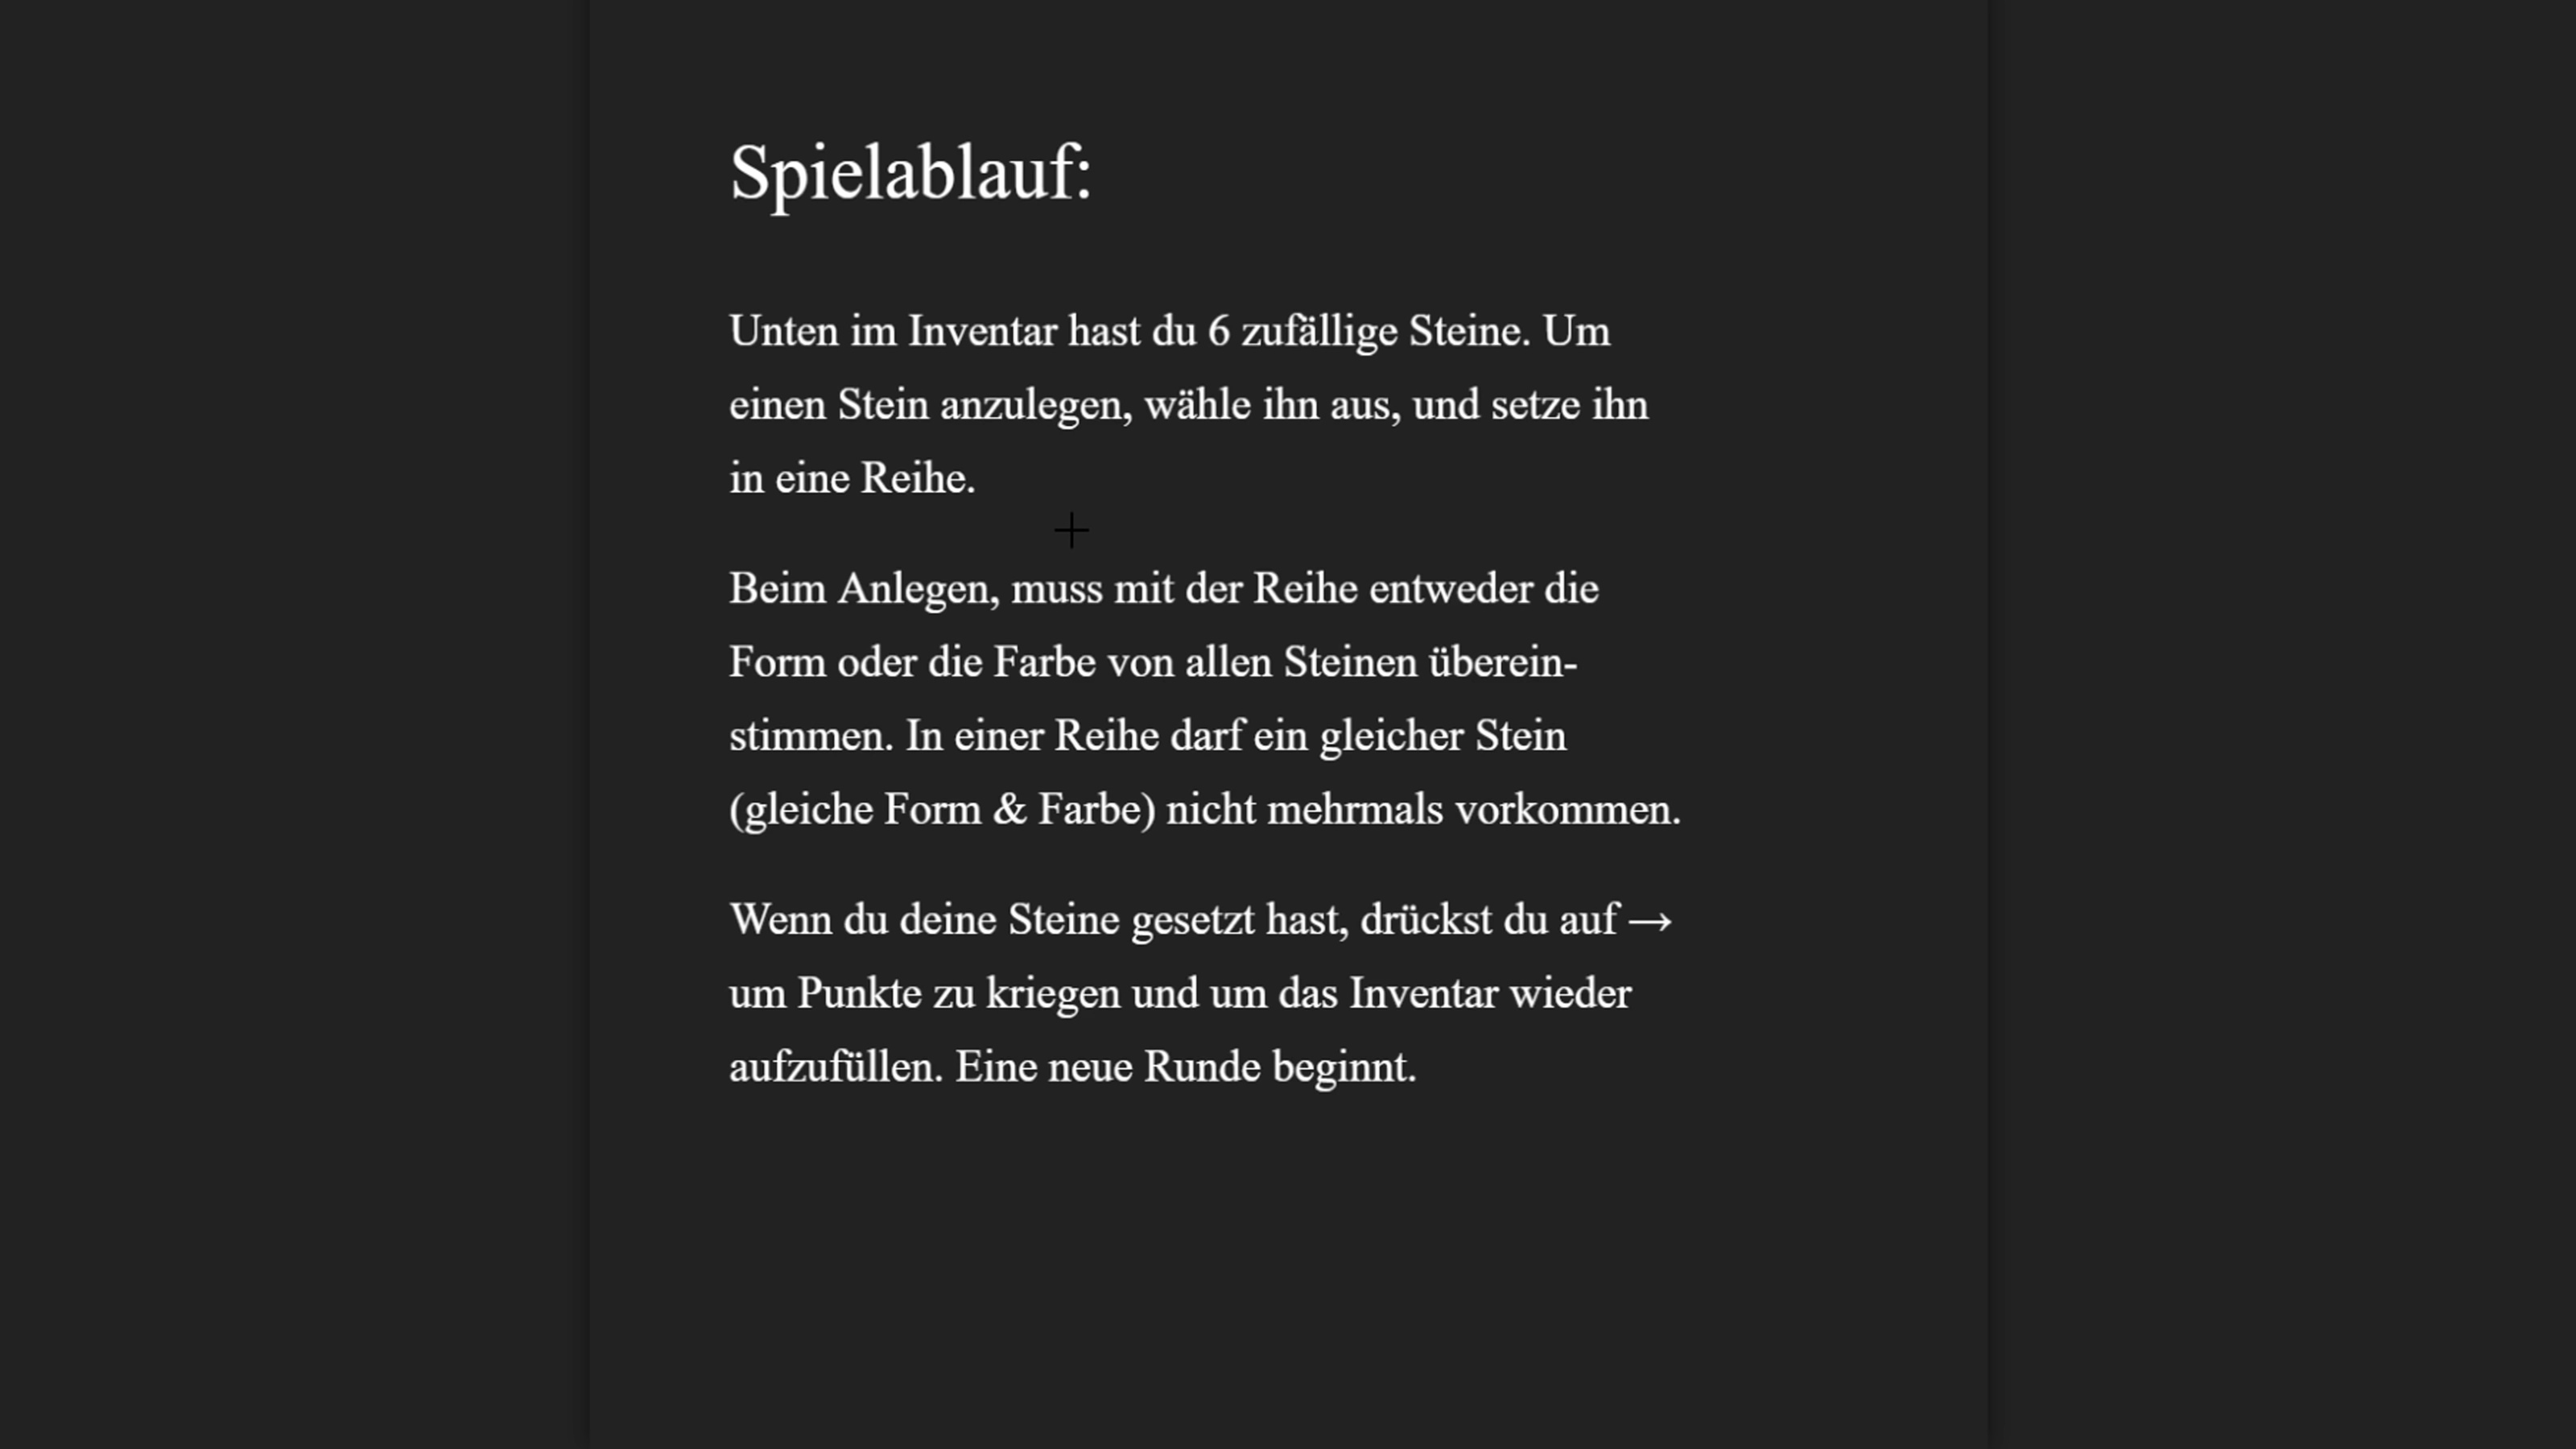 Spielablauf:
Unten im Inventar hast du 6 zufällige Steine. Um
einen Stein anzulegen, wähle ihn aus, und setze ihn
in eine Reihe.
Beim Anlegen, muss mit der Reihe entweder die
Form oder die Farbe von allen Steinen überein-
stimmen. In einer Reihe darf ein gleicher Stein
(gleiche Form & Farbe) nicht mehrmals vorkommen.
Wenn du deine Steine gesetzt hast, drückst du auf →
um Punkte zu kriegen und um das Inventar wieder
aufzufüllen. Eine neue Runde beginnt.